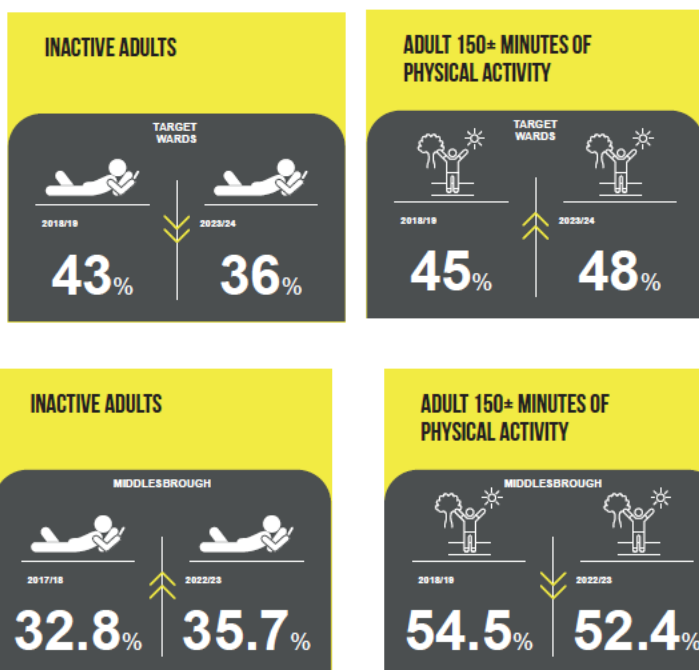 INACTIVE ADULTS
TARGET
WARDS
2018/19
2023/24
43%
36%
ADULT 150± MINUTES OF
PHYSICAL ACTIVITY
TARGET
WARDS
2018/19
2023/24
45%
48%
INACTIVE ADULTS
MIDDLESBROUGH
2017/18
2022/23
32.8%
35.7%
ADULT 150± MINUTES OF
PHYSICAL ACTIVITY
MIDDLESBROUGH
2018/19
2022/23
54.5%
52.4%